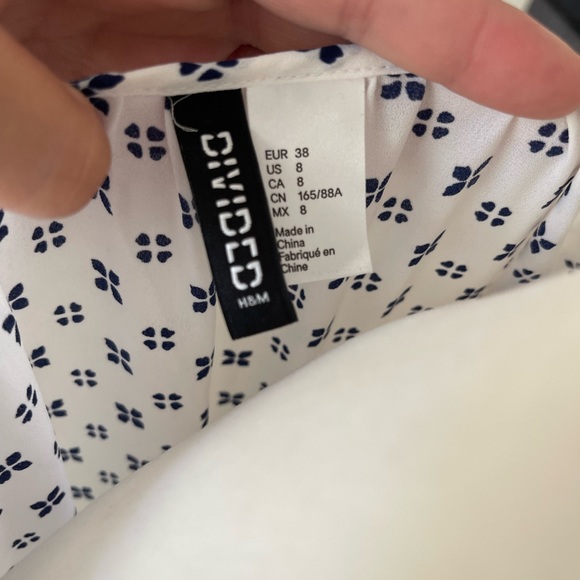 DIVIDED
H&M
EUR 38
US 8
CA 8
CN 165/88A
MX 8
Made in
China
Fabriqué en
Chine